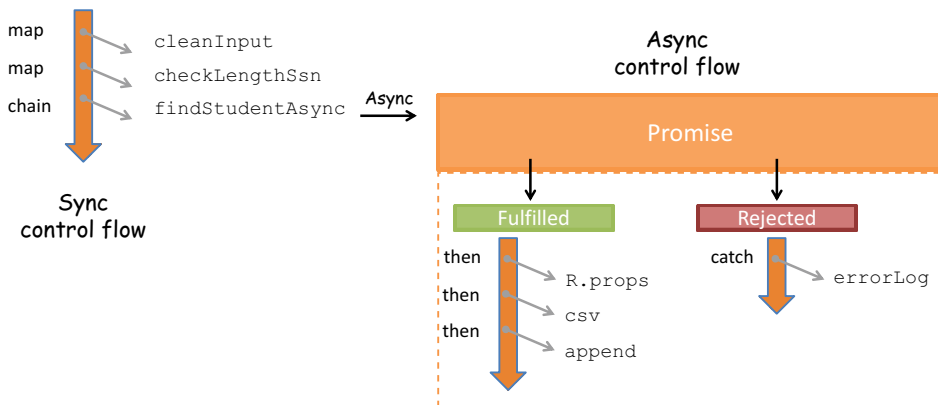 map
cleanInput
map
checkLengthSsn
chain
findStudentAsync
Async
Sync
control flow
Async
control flow
Promise
Fulfilled
Rejected
then
R.props
then
csv
then
append
catch
errorLog